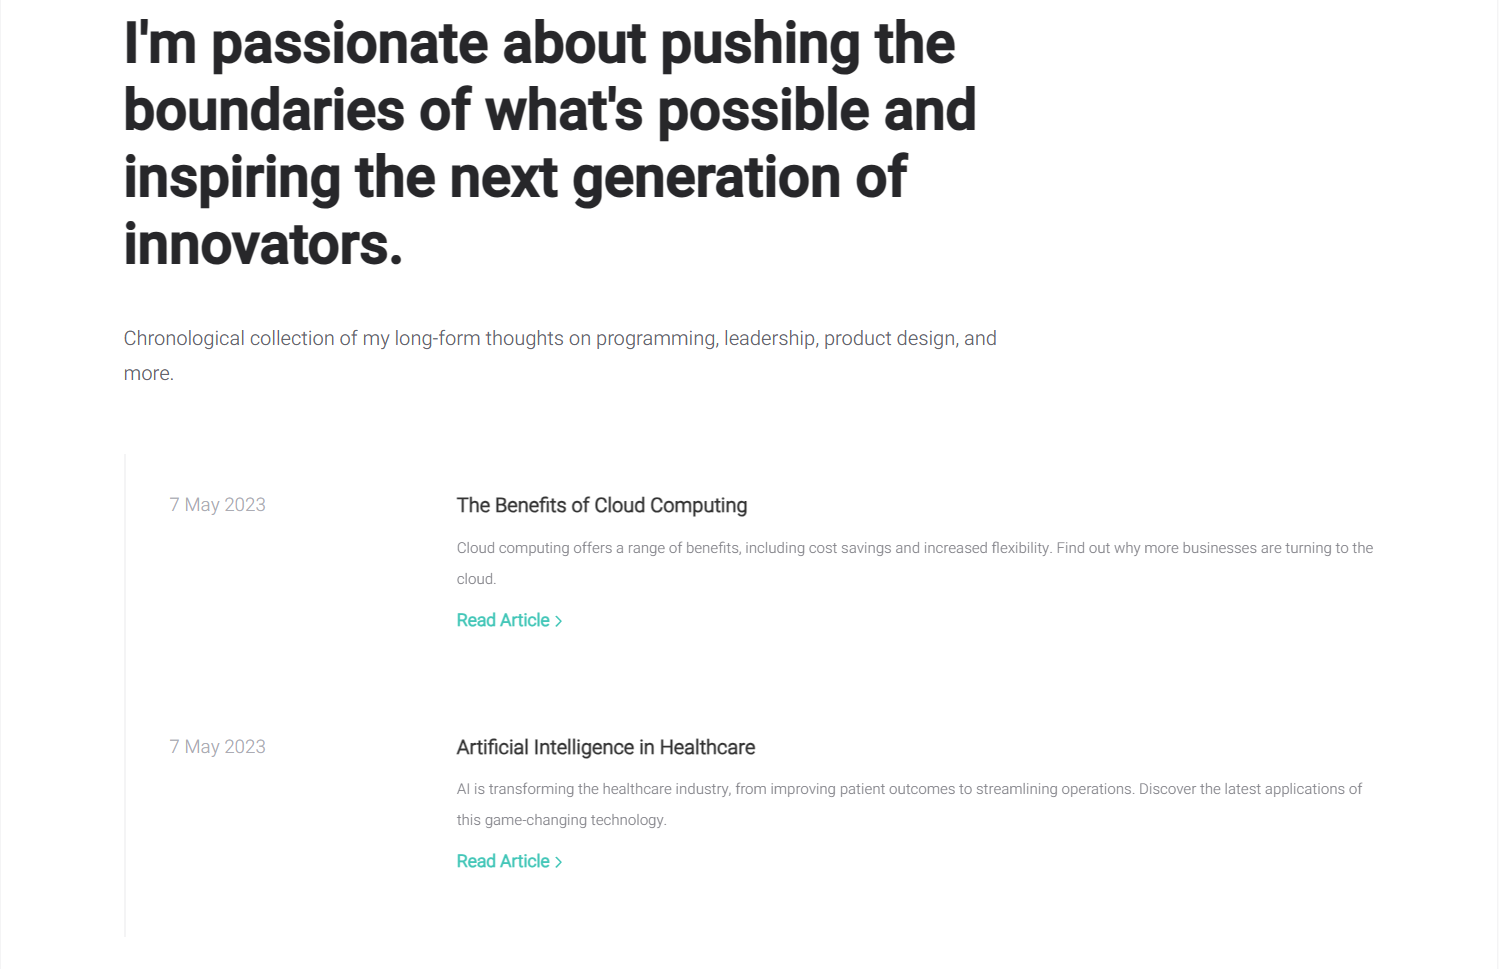 I'm passionate about pushing the
boundaries of what's possible and
inspiring the next generation of
innovators.
Chronological collection of my long-form thoughts on programming, leadership, product design, and
more.
7 May 2023
The Benefits of Cloud Computing
Cloud computing offers a range of benefits, including cost savings and increased flexibility. Find out why more businesses are turning to the
cloud.
Read Article >
7 May 2023
Artificial Intelligence in Healthcare
AI is transforming the healthcare industry, from improving patient outcomes to streamlining operations. Discover the latest applications of
this game-changing technology.
Read Article >